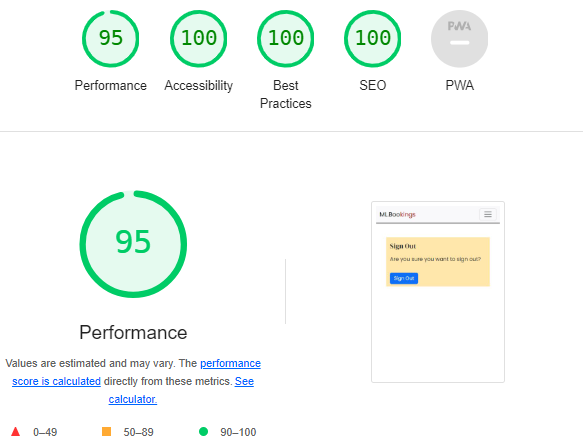 95 100 100 100 PWA
Performance Accessibility Best Practices SEO PWA
95
Performance
Values are estimated and may vary. The performance
score is calculated directly from these metrics. See
calculator.
0–49 50–89 90–100
MLBookings
Sign Out
Are you sure you want to sign out?
Sign Out